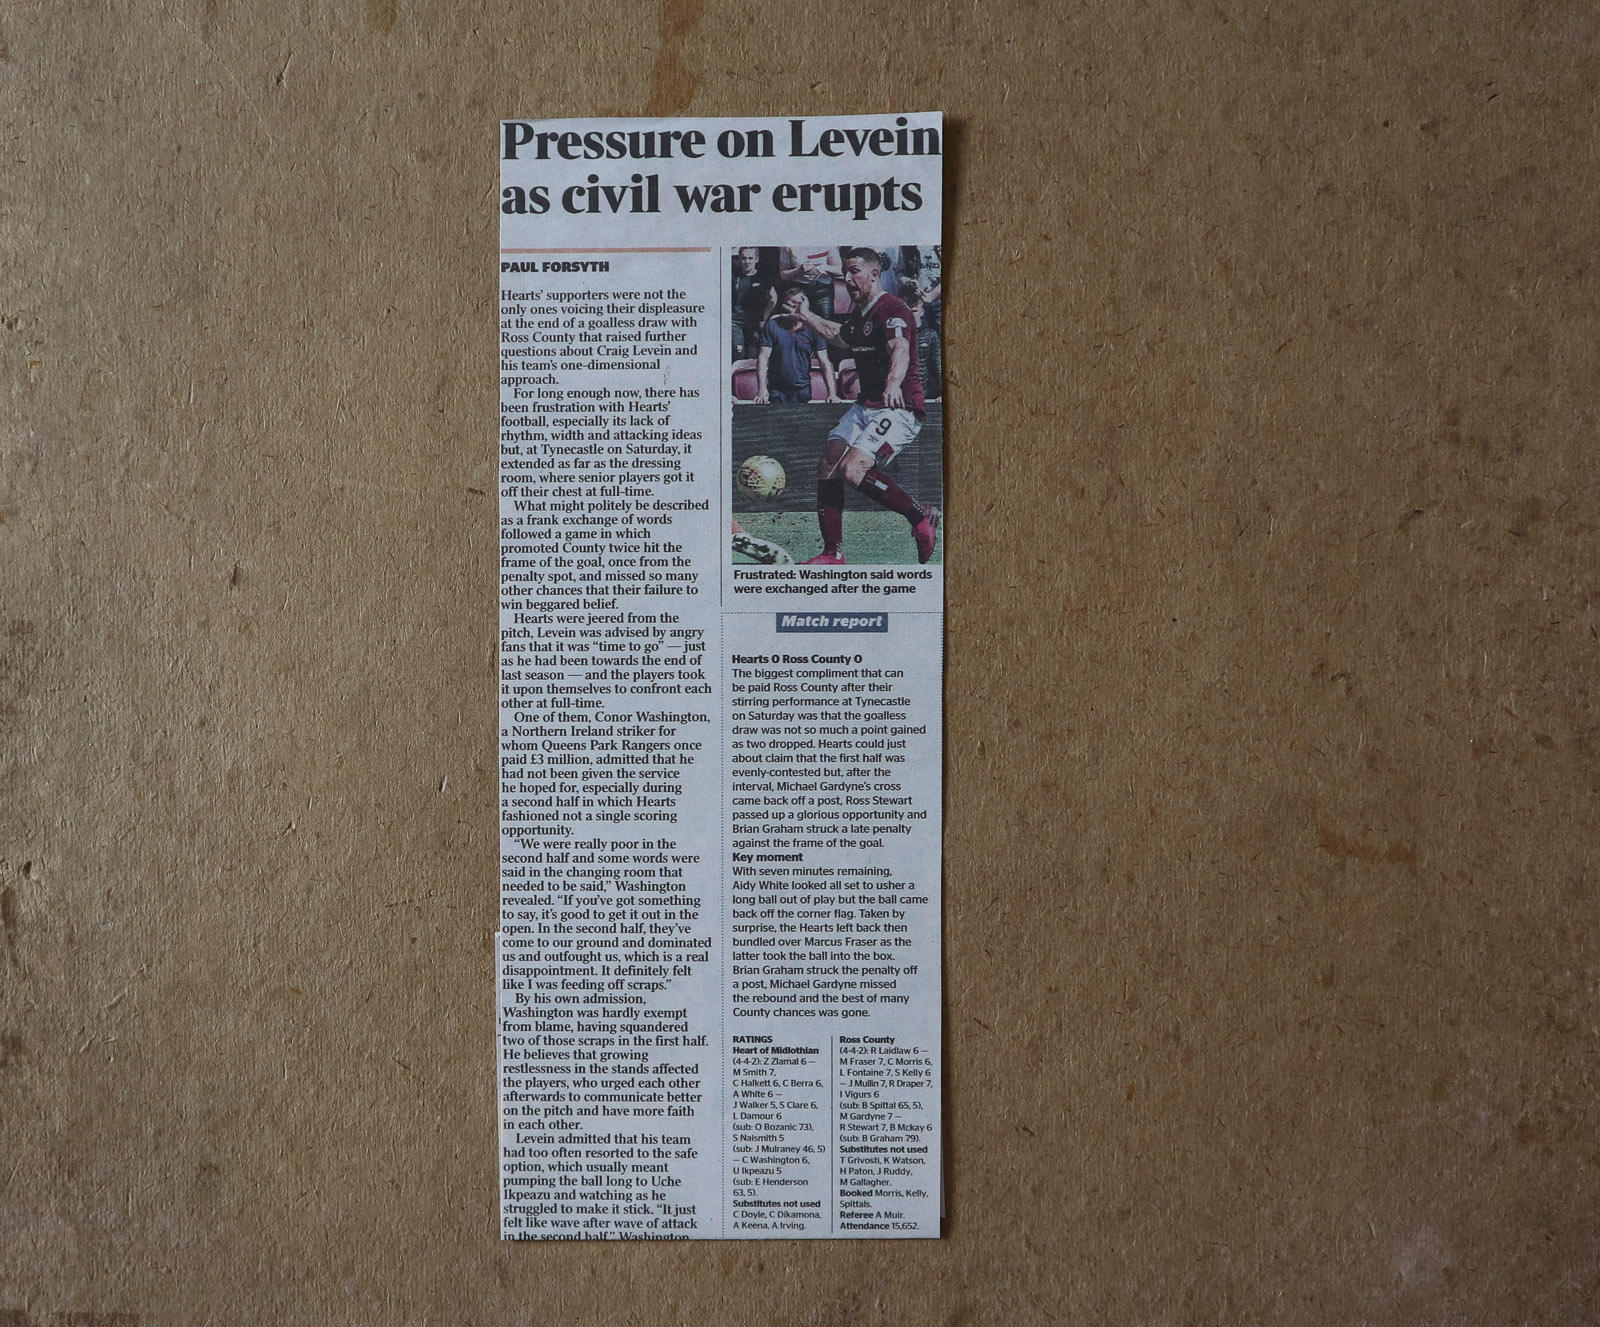 Pressure on Levein
as civil war erupts
PAUL FORSYTH
Hearts' supporters were not the
only ones voicing their displeasure
at the end of a goalless draw with
Ross County that raised further
questions about Craig Levein and
his team's one-dimensional
approach.
For long enough now, there has
been frustration with Hearts'
football, especially its lack of
rhythm, width and attacking ideas
but, at Tynecastle on Saturday, it
extended as far as the dressing
room, where senior players got it
off their chest at full-time.
What might politely be described
as a frank exchange of words
followed a game in which
promoted County twice hit the
frame of the goal, once from the
penalty spot, and missed so many
other chances that their failure to
win beggared belief.
Hearts were jeered from the
pitch, Levein was advised by angry
fans that it was “time to go” — just
as he had been towards the end of
last season — and the players took
it upon themselves to confront each
other at full-time.
One of them, Conor Washington,
a Northern Ireland striker for
whom Queens Park Rangers once
paid £3 million, admitted that he
had not been given the service
he hoped for, especially during
a second half in which Hearts
fashioned not a single scoring
opportunity.
“We were really poor in the
second half and some words were
said in the changing room that
needed to be said,” Washington
revealed. “If you've got something
to say, it's good to get it out in the
open. In the second half, they've
come to our ground and dominated
us and outfought us, which is a real
disappointment. It definitely felt
like I was feeding off scraps.”
By his own admission,
Washington was hardly exempt
from blame, having squandered
two of those scraps in the first half.
He believes that growing
restlessness in the stands affected
the players, who urged each other
afterwards to communicate better
on the pitch and have more faith
in each other.
Levein admitted that his team
had too often resorted to the safe
option, which usually meant
pumping the ball long to Uche
Ikpeazu and watching as he
struggled to make it stick. “It just
felt like wave after wave of attack
in the second half,” Washington
9
Frustrated: Washington said words
were exchanged after the game
Match report
Hearts 0 Ross County 0
The biggest compliment that can
be paid Ross County after their
stirring performance at Tynecastle
on Saturday was that the goalless
draw was not so much a point gained
as two dropped. Hearts could just
about claim that the first half was
evenly-contested but, after the
interval, Michael Gardyne's cross
came back off a post, Ross Stewart
passed up a glorious opportunity and
Brian Graham struck a late penalty
against the frame of the goal.
Key moment
With seven minutes remaining,
Aidy White looked all set to usher a
long ball out of play but the ball came
back off the corner flag. Taken by
surprise, the Hearts left back then
bundled over Marcus Fraser as the
latter took the ball into the box.
Brian Graham struck the penalty off
a post, Michael Gardyne missed
the rebound and the best of many
County chances was gone.
RATINGS
Heart of Midlothian
(4-4-2): Z Zlamal 6 —
M Smith 7,
C Halkett 6, C Berra 6,
A White 6 —
J Walker 5, S Clare 6,
L Damour 6
(sub: O Bozanic 73),
S Naismith 5
(sub: J Mulraney 46, 5)
— C Washington 6,
U Ikpeazu 5
(sub: E Henderson
63, 5).
Substitutes not used
C Doyle, C Dikamona,
A Keena, A Irving.
Ross County
(4-4-2): R Laidlaw 6 —
M Fraser 7, C Morris 6,
L Fontaine 7, S Kelly 6
— J Mullin 7, R Draper 7,
I Vigurs 6
(sub: B Spittal 65, 5),
M Gardyne 7 —
R Stewart 7, B Mckay 6
(sub: B Graham 79).
Substitutes not used
T Grivosti, K Watson,
H Paton, J Ruddy,
M Gallagher.
Booked Morris, Kelly,
Spittals.
Referee A Muir.
Attendance 15,652.